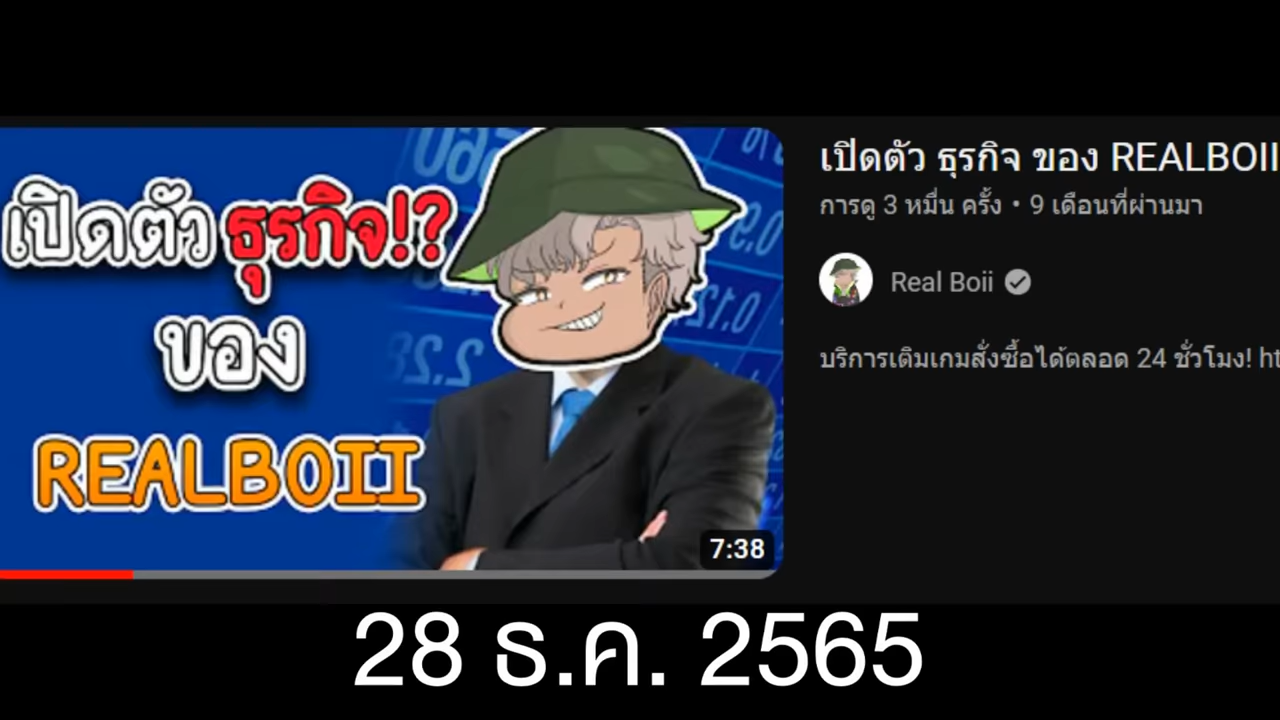 เปิดตัว ธุรกิจ!?
ของ
REALBOII
7:38
เปิดตัว ธุรกิจ ของ REALBOII
การดู 3 หมื่น ครั้ง • 9 เดือนที่ผ่านมา
Real Boii
บริการเติมเกมสั่งซื้อได้ตลอด 24 ชั่วโมง! ht
28 ธ.ค. 2565